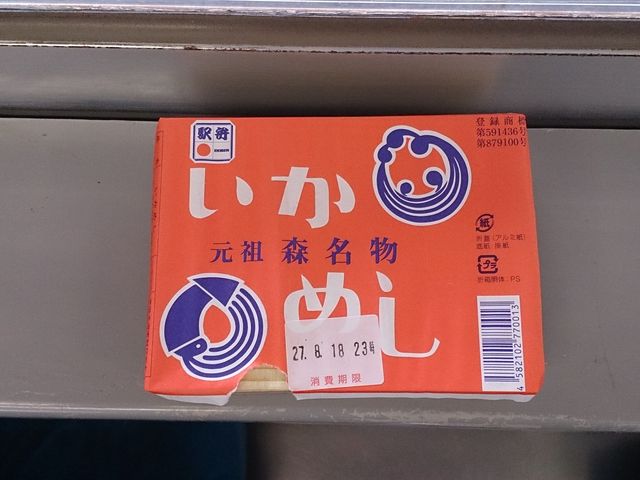 駅弁
登録商標
第591436号
第879100号
いか
元祖 森名物
めし
紙
折蓋(アルミ紙)
底紙 掛紙
プラ
折箱胴体:PS
27. 8. 18 23時
消費期限
4 582102 770013